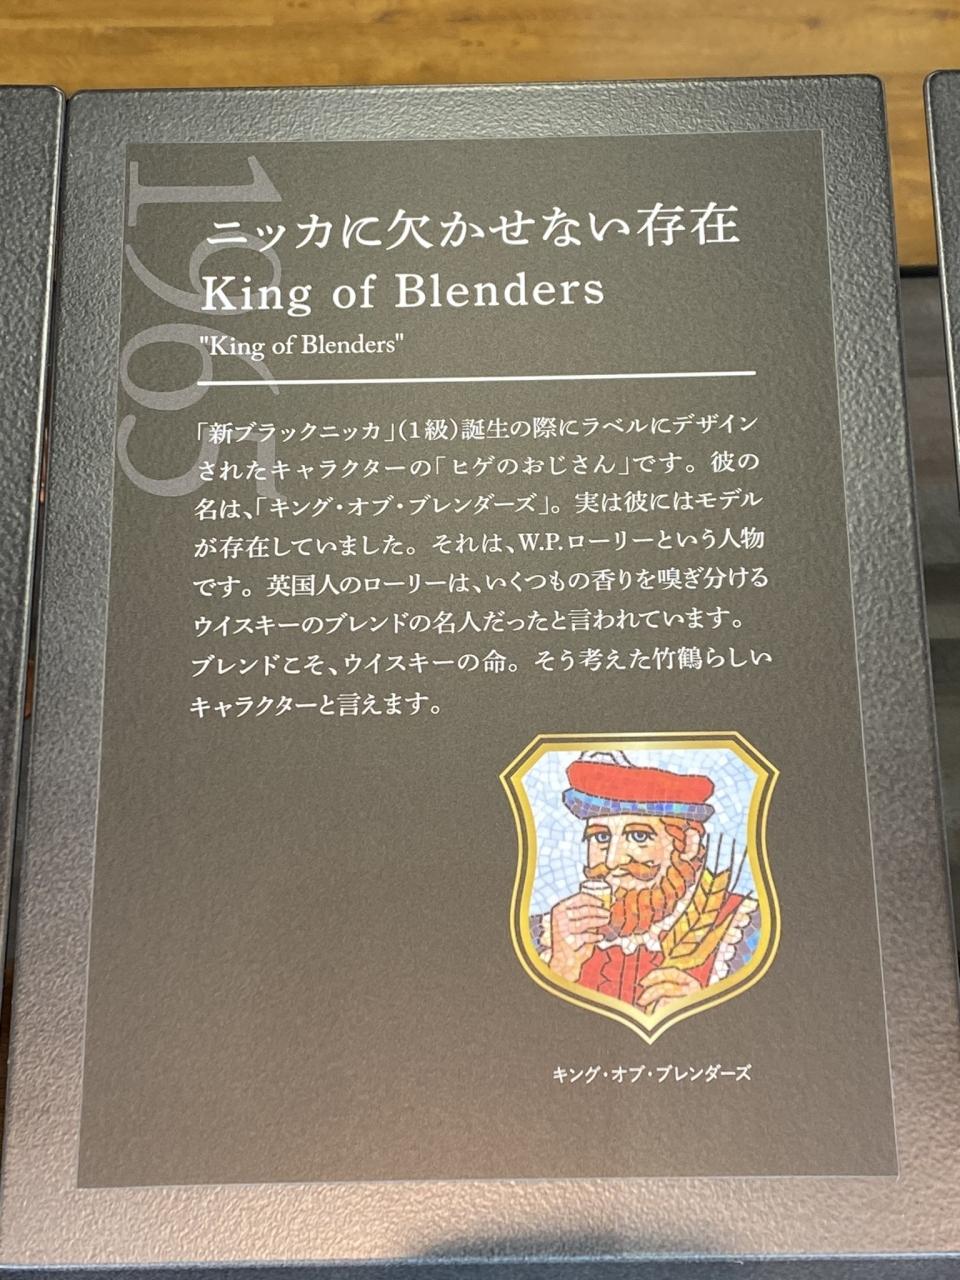 1965
ニッカに欠かせない存在
King of Blenders
"King of Blenders"
「新ブラックニッカ」(1級)誕生の際にラベルにデザイン
されたキャラクターの「ヒゲのおじさん」です。彼の
名は、「キング・オブ・ブレンダーズ」。実は彼にはモデル
が存在していました。それは、W.P.ローリーという人物
です。英国人のローリーは、いくつもの香りを嗅ぎ分ける
ウイスキーのブレンドの名人だったと言われています。
ブレンドこそ、ウイスキーの命。そう考えた竹鶴らしい
キャラクターと言えます。
キング・オブ・ブレンダーズ